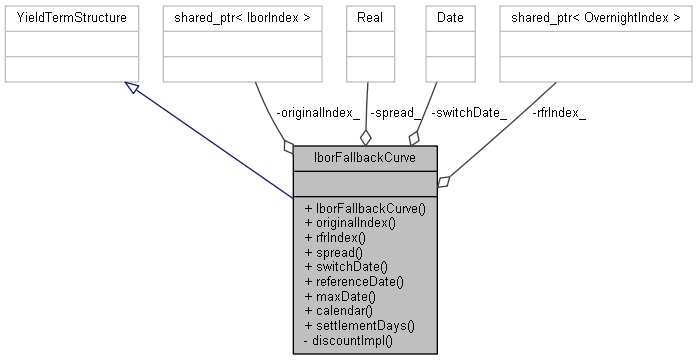 YieldTermStructure
shared_ptr< IborIndex >
Real
Date
shared_ptr< OvernightIndex >
-originalIndex_
-spread_
-switchDate_
-rfrIndex_
IborFallbackCurve
+ IborFallbackCurve()
+ originalIndex()
+ rfrIndex()
+ spread()
+ switchDate()
+ referenceDate()
+ maxDate()
+ calendar()
+ settlementDays()
- discountImpl()